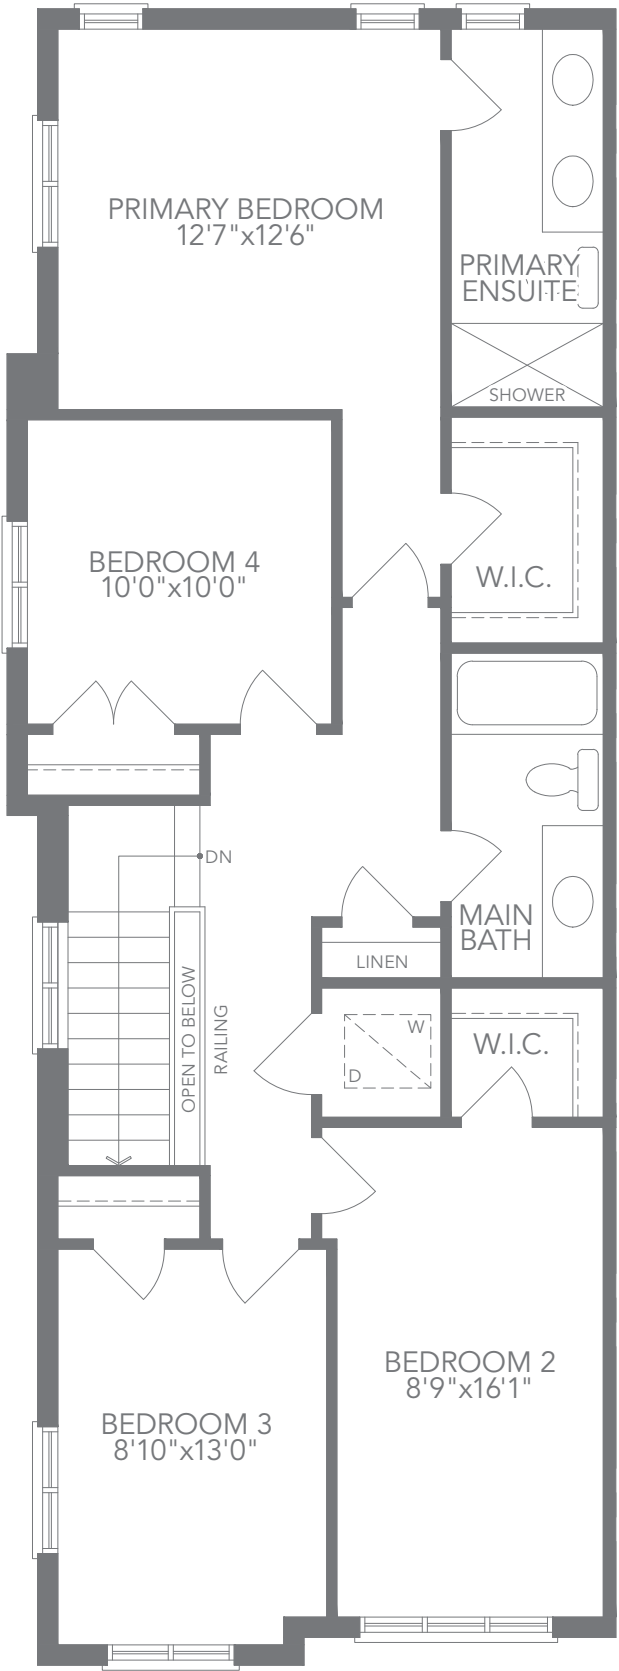 PRIMARY BEDROOM
12'7"x12'6"
PRIMARY
ENSUITE
SHOWER
BEDROOM 4
10'0"x10'0"
W.I.C.
DN
MAIN
BATH
LINEN
OPEN TO BELOW
RAILING
W
D
W.I.C.
BEDROOM 2
8'9"x16'1"
BEDROOM 3
8'10"x13'0"